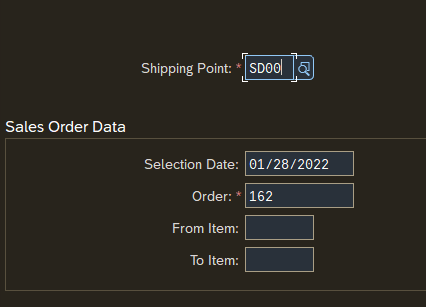 Shipping Point: * SD00
Sales Order Data
Selection Date: 01/28/2022
Order: * 162
From Item:
To Item: